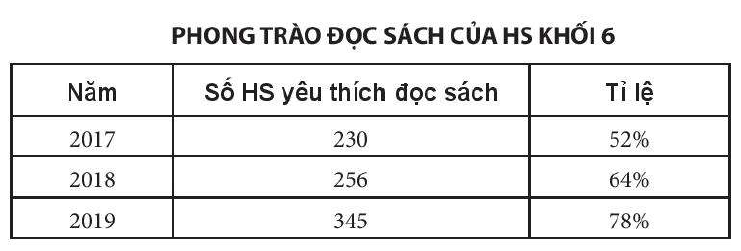 PHONG TRÀO ĐỌC SÁCH CỦA HS KHỐI 6
Năm Số HS yêu thích đọc sách Tỉ lệ
2017 230 52%
2018 256 64%
2019 345 78%